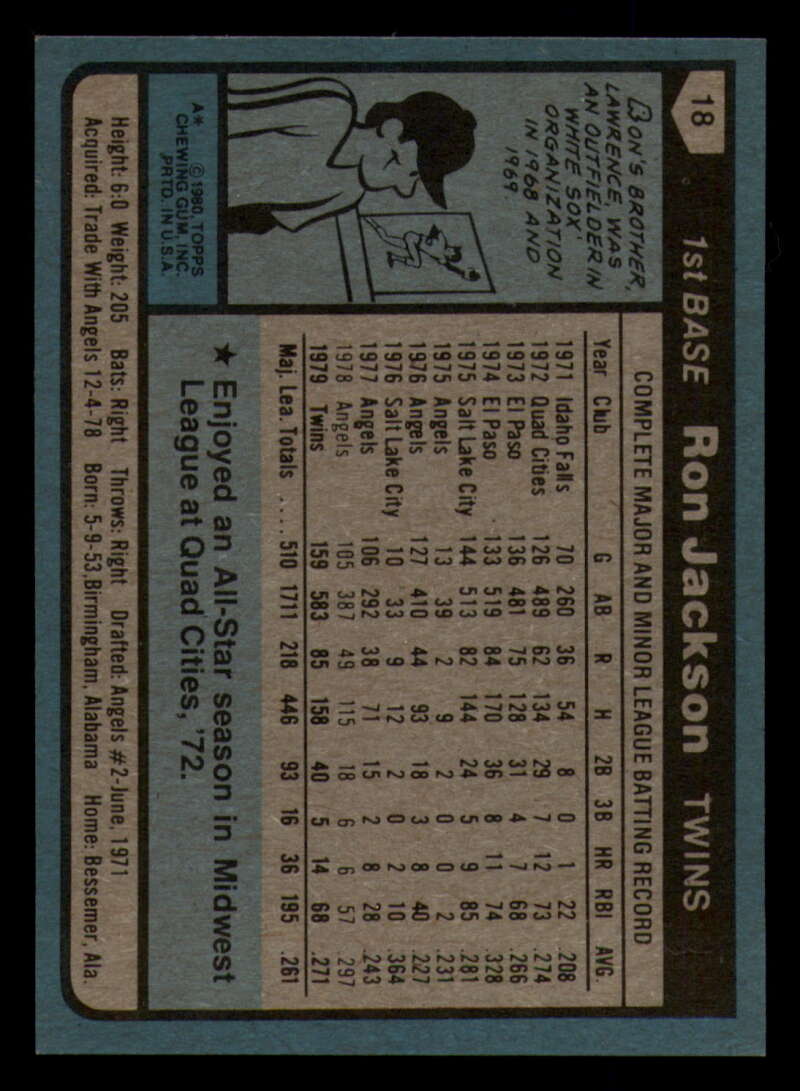 18
1st BASE Ron Jackson TWINS
RON'S BROTHER,
LAWRENCE, WAS
AN OUTFIELDER IN
WHITE SOX'
ORGANIZATION
IN 1968 AND
1969.
A* © 1980, TOPPS
CHEWING GUM, INC.
PRTD. IN U.S.A.
COMPLETE MAJOR AND MINOR LEAGUE BATTING RECORD
Year Club G AB R H 2B 3B HR RBI AVG.
1971 Idaho Falls 70 260 36 54 8 0 1 22 .208
1972 Quad Cities 126 489 62 134 29 7 12 73 .274
1973 El Paso 136 481 75 128 31 4 7 68 .266
1974 El Paso 133 519 84 170 36 8 11 74 .328
1975 Salt Lake City 144 513 82 144 24 5 9 85 .281
1975 Angels 13 39 2 9 2 0 0 2 .231
1976 Angels 127 410 44 93 18 3 8 40 .227
1976 Salt Lake City 10 33 9 12 2 0 2 10 .364
1977 Angels 106 292 38 71 15 2 8 28 .243
1978 Angels 105 387 49 115 18 6 6 57 .297
1979 Twins 159 583 85 158 40 5 14 68 .271
Maj. Lea. Totals .... 510 1711 218 446 93 16 36 195 .261
★ Enjoyed an All-Star season in Midwest
League at Quad Cities, '72.
Height: 6:0 Weight: 205 Bats: Right Throws: Right Drafted: Angels #2-June, 1971
Acquired: Trade With Angels 12-4-78 Born: 5-9-53, Birmingham, Alabama Home: Bessemer, Ala.